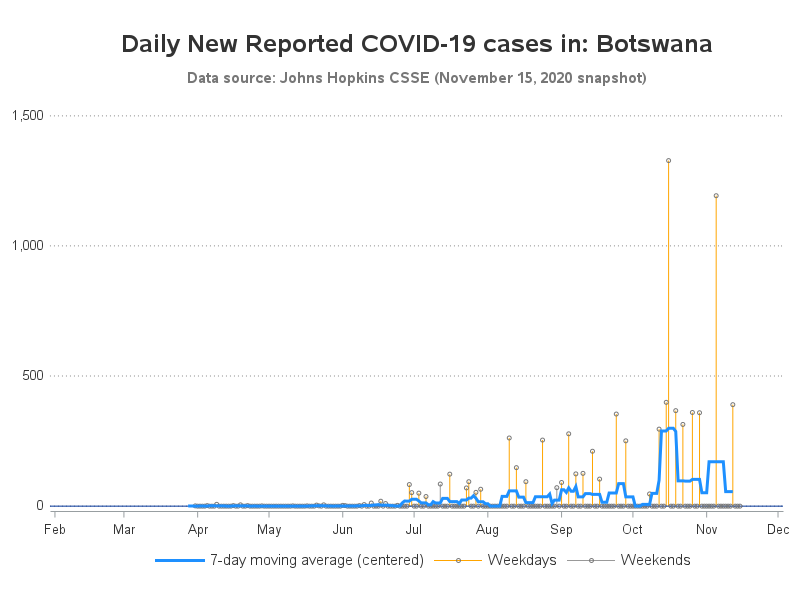 Daily New Reported COVID-19 cases in: Botswana
Data source: Johns Hopkins CSSE (November 15, 2020 snapshot)
1,500
1,000
500
0
Feb Mar Apr May Jun Jul Aug Sep Oct Nov Dec
7-day moving average (centered) Weekdays Weekends